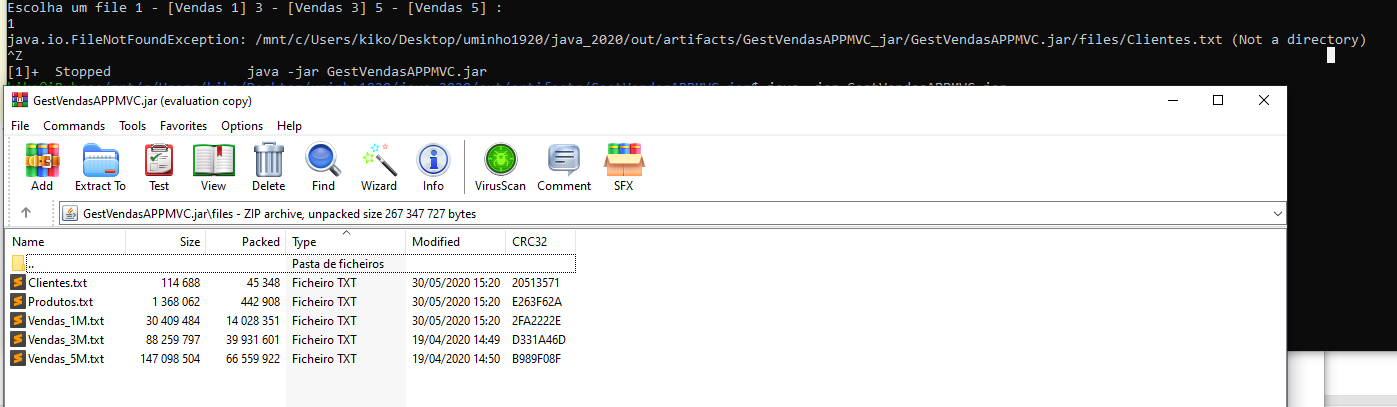 Escolha um file 1 - [Vendas 1] 3 - [Vendas 3] 5 - [Vendas 5] :
1
java.io.FileNotFoundException: /mnt/c/Users/kiko/Desktop/uminho1920/java_2020/out/artifacts/GestVendasAPPMVC_jar/GestVendasAPPMVC.jar/files/Clientes.txt (Not a directory)
^Z
[1]+  Stopped                 java -jar GestVendasAPPMVC.jar
GestVendasAPPMVC.jar (evaluation copy)
File Commands Tools Favorites Options Help
Add Extract To Test View Delete Find Wizard Info VirusScan Comment SFX
GestVendasAPPMVC.jar\files - ZIP archive, unpacked size 267 347 727 bytes
Name Size Packed Type Modified CRC32
.. Pasta de ficheiros
Clientes.txt 114 688 45 348 Ficheiro TXT 30/05/2020 15:20 20513571
Produtos.txt 1 368 062 442 908 Ficheiro TXT 30/05/2020 15:20 E263F62A
Vendas_1M.txt 30 409 484 14 028 351 Ficheiro TXT 30/05/2020 15:20 2FA2222E
Vendas_3M.txt 88 259 797 39 931 601 Ficheiro TXT 19/04/2020 14:49 D331A46D
Vendas_5M.txt 147 098 504 66 559 922 Ficheiro TXT 19/04/2020 14:50 B989F08F